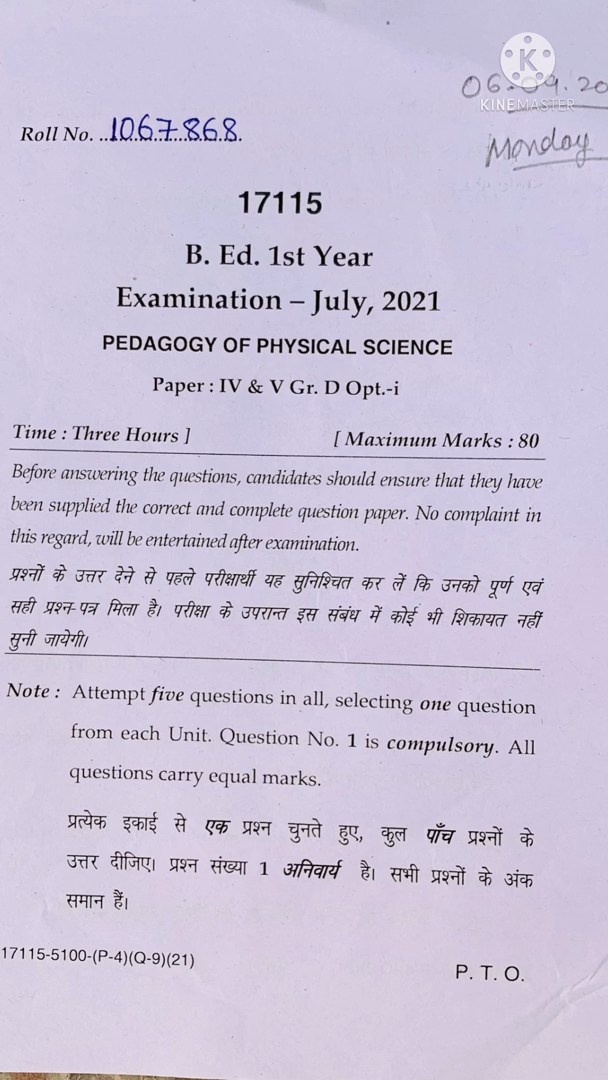 K
KINEMASTER
06.09.20
Monday
Roll No. ...1067868.
17115
B. Ed. 1st Year
Examination – July, 2021
PEDAGOGY OF PHYSICAL SCIENCE
Paper : IV & V Gr. D Opt.-i
Time : Three Hours ] [ Maximum Marks : 80
Before answering the questions, candidates should ensure that they have
been supplied the correct and complete question paper. No complaint in
this regard, will be entertained after examination.
प्रश्नों के उत्तर देने से पहले परीक्षार्थी यह सुनिश्चित कर लें कि उनको पूर्ण एवं
सही प्रश्न-पत्र मिला है। परीक्षा के उपरान्त इस संबंध में कोई भी शिकायत नहीं
सुनी जायेगी।
Note : Attempt five questions in all, selecting one question
from each Unit. Question No. 1 is compulsory. All
questions carry equal marks.
प्रत्येक इकाई से एक प्रश्न चुनते हुए, कुल पाँच प्रश्नों के
उत्तर दीजिए। प्रश्न संख्या 1 अनिवार्य है। सभी प्रश्नों के अंक
समान हैं।
17115-5100-(P-4)(Q-9)(21)
P. T. O.